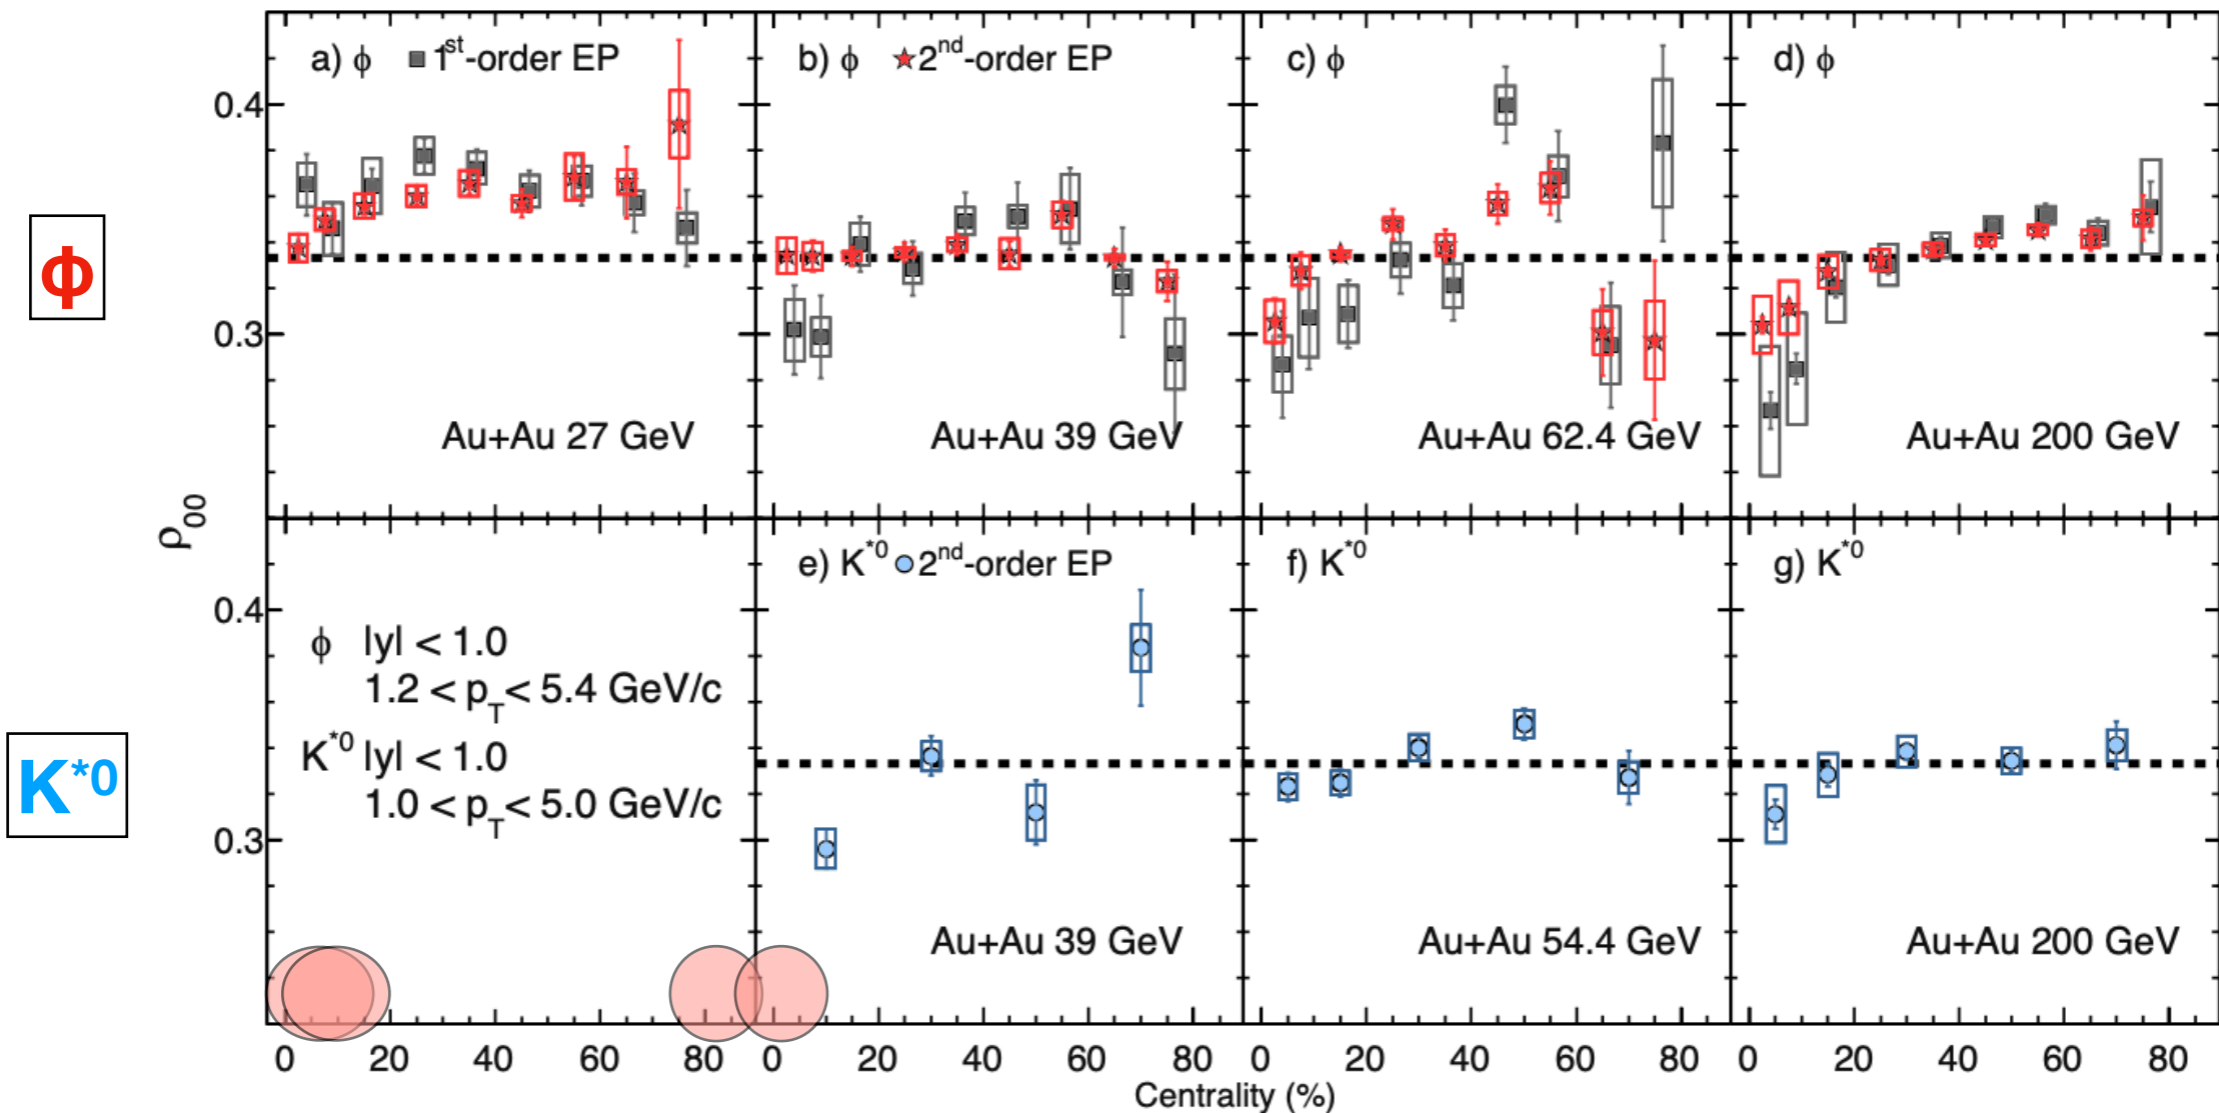 a) ϕ ■ 1st-order EP
b) ϕ ★ 2nd-order EP
c) ϕ
d) ϕ
0.4
0.3
ϕ
Au+Au 27 GeV
Au+Au 39 GeV
Au+Au 62.4 GeV
Au+Au 200 GeV
ρ00
e) K*0 2nd-order EP
f) K*0
g) K*0
0.4
0.3
ϕ |y| < 1.0
1.2 < pT < 5.4 GeV/c
K*0 |y| < 1.0
1.0 < pT < 5.0 GeV/c
K*0
Au+Au 39 GeV
Au+Au 54.4 GeV
Au+Au 200 GeV
0 20 40 60 80
0 20 40 60 80
0 20 40 60 80
0 20 40 60 80
Centrality (%)